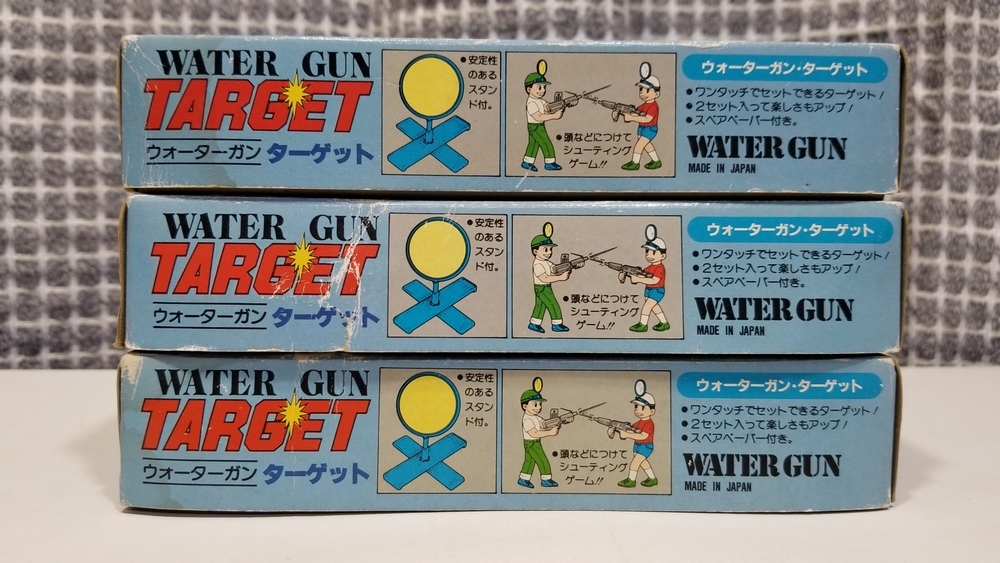 WATER GUN
TARGET
ウォーターガン ターゲット
●安定性
のある
スタン
ド付。
●頭などにつけて
シューティング
ゲーム!!
ウォーターガン・ターゲット
●ワンタッチでセットできるターゲット!
●2セット入って楽しさもアップ!
●スペアペーパー付き。
WATER GUN
MADE IN JAPAN
WATER GUN
TARGET
ウォーターガン ターゲット
●安定性
のある
スタン
ド付。
●頭などにつけて
シューティング
ゲーム!!
ウォーターガン・ターゲット
●ワンタッチでセットできるターゲット!
●2セット入って楽しさもアップ!
●スペアペーパー付き。
WATER GUN
MADE IN JAPAN
WATER GUN
TARGET
ウォーターガン ターゲット
●安定性
のある
スタン
ド付。
●頭などにつけて
シューティング
ゲーム!!
ウォーターガン・ターゲット
●ワンタッチでセットできるターゲット!
●2セット入って楽しさもアップ!
●スペアペーパー付き。
WATER GUN
MADE IN JAPAN